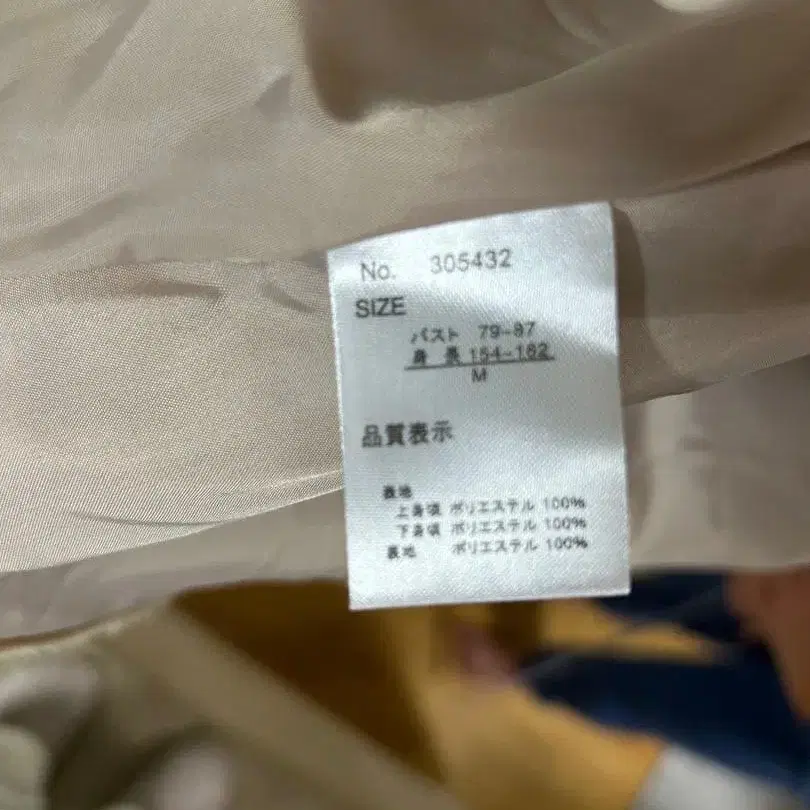 No. 305432
SIZE
バスト 79-87
身 長 154-162
M
品質表示
表地
上身頃 ポリエステル 100%
下身頃 ポリエステル 100%
裏地 ポリエステル 100%